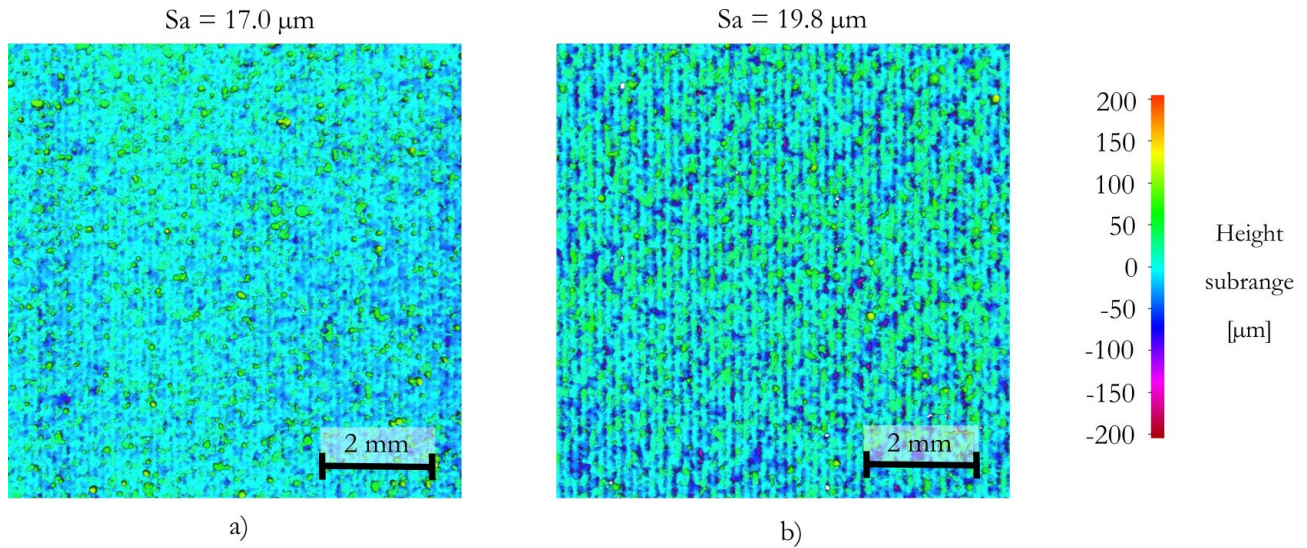 Sa = 17.0 µm
Sa = 19.8 µm
2 mm
2 mm
a)
b)
200
150
100
50
0
-50
-100
-150
-200
Height
subrange
[µm]